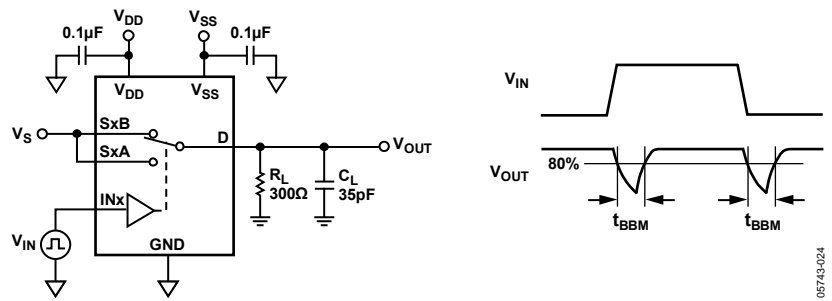 V_DD
V_SS
0.1µF
0.1µF
V_DD
V_SS
V_S
SxB
D
V_OUT
SxA
R_L
300Ω
C_L
35pF
INx
V_IN
GND
V_IN
V_OUT
80%
t_BBM
t_BBM
05743-024